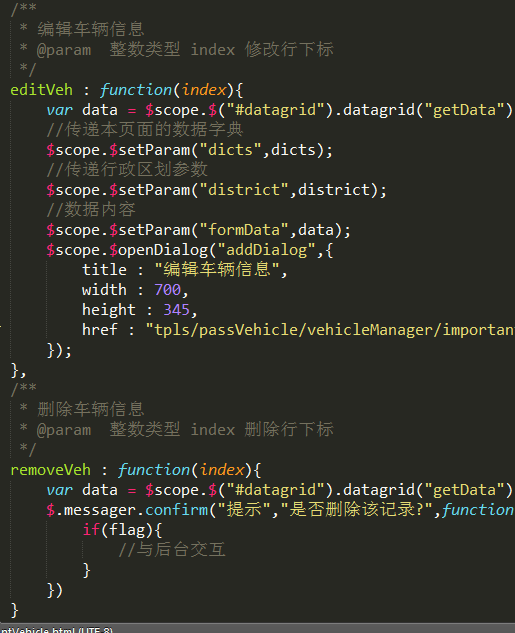 /**
 * 编辑车辆信息
 * @param  整数类型 index 修改行下标
 */
editVeh : function(index){
    var data = $scope.$("#datagrid").datagrid("getData")
    //传递本页面的数据字典
    $scope.$setParam("dicts",dicts);
    //传递行政区划参数
    $scope.$setParam("district",district);
    //数据内容
    $scope.$setParam("formData",data);
    $scope.$openDialog("addDialog",{
        title : "编辑车辆信息",
        width : 700,
        height : 345,
        href : "tpls/passVehicle/vehicleManager/important
    });
},
/**
 * 删除车辆信息
 * @param  整数类型 index 删除行下标
 */
removeVeh : function(index){
    var data = $scope.$("#datagrid").datagrid("getData")
    $.messager.confirm("提示","是否删除该记录?",function
        if(flag){
            //与后台交互
        }
    })
}
ntVehicle.html (UTF-8)